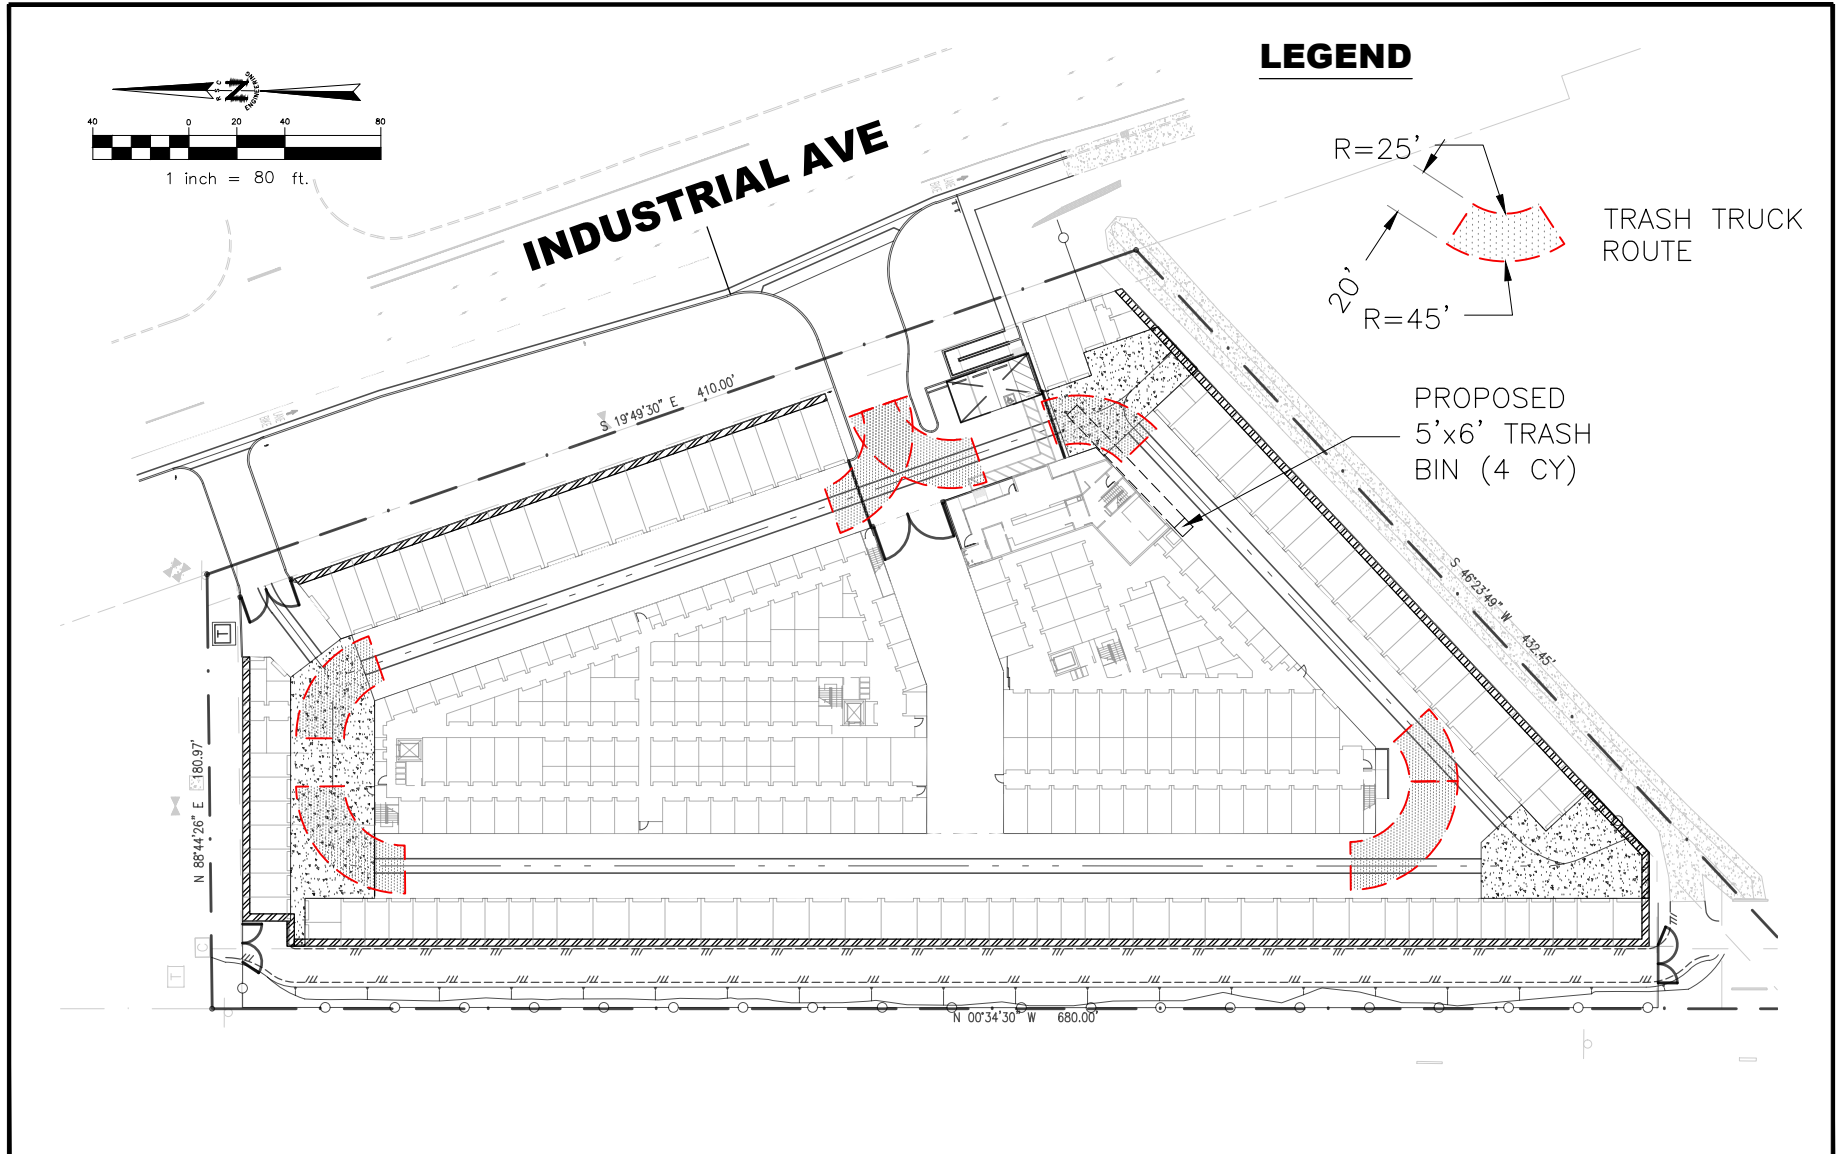 LEGEND
RSC
N
ENGINEERING
40 0 20 40 80
1 inch = 80 ft.
INDUSTRIAL AVE
R=25'
TRASH TRUCK
ROUTE
20'
R=45'
PROPOSED
5'x6' TRASH
BIN (4 CY)
S 19°49'30" E 410.00'
S 46°23'49" W 432.45'
T
N 88°44'26" E 180.97'
C
T
N 00°34'30" W 680.00'